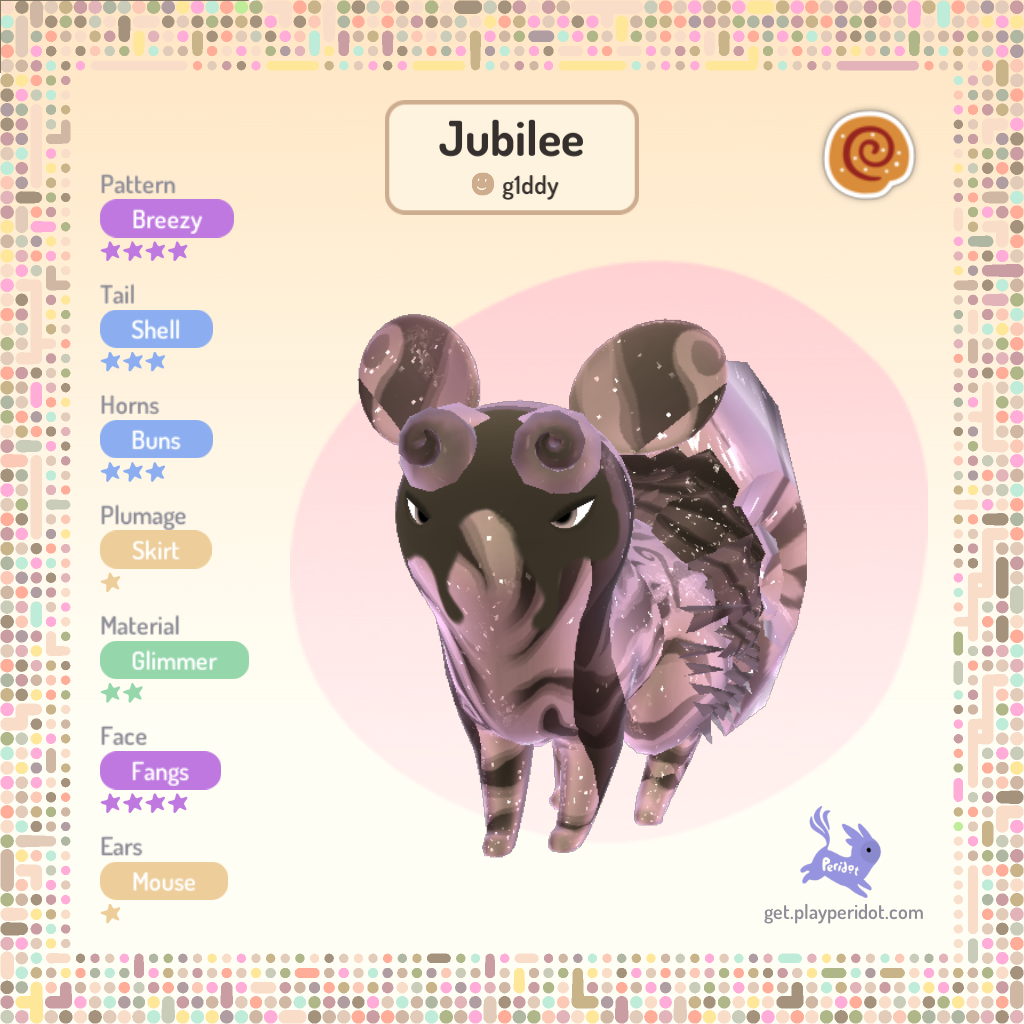 Jubilee
g1ddy
Pattern
Breezy
Tail
Shell
Horns
Buns
Plumage
Skirt
Material
Glimmer
Face
Fangs
Ears
Mouse
Peridot
get.playperidot.com